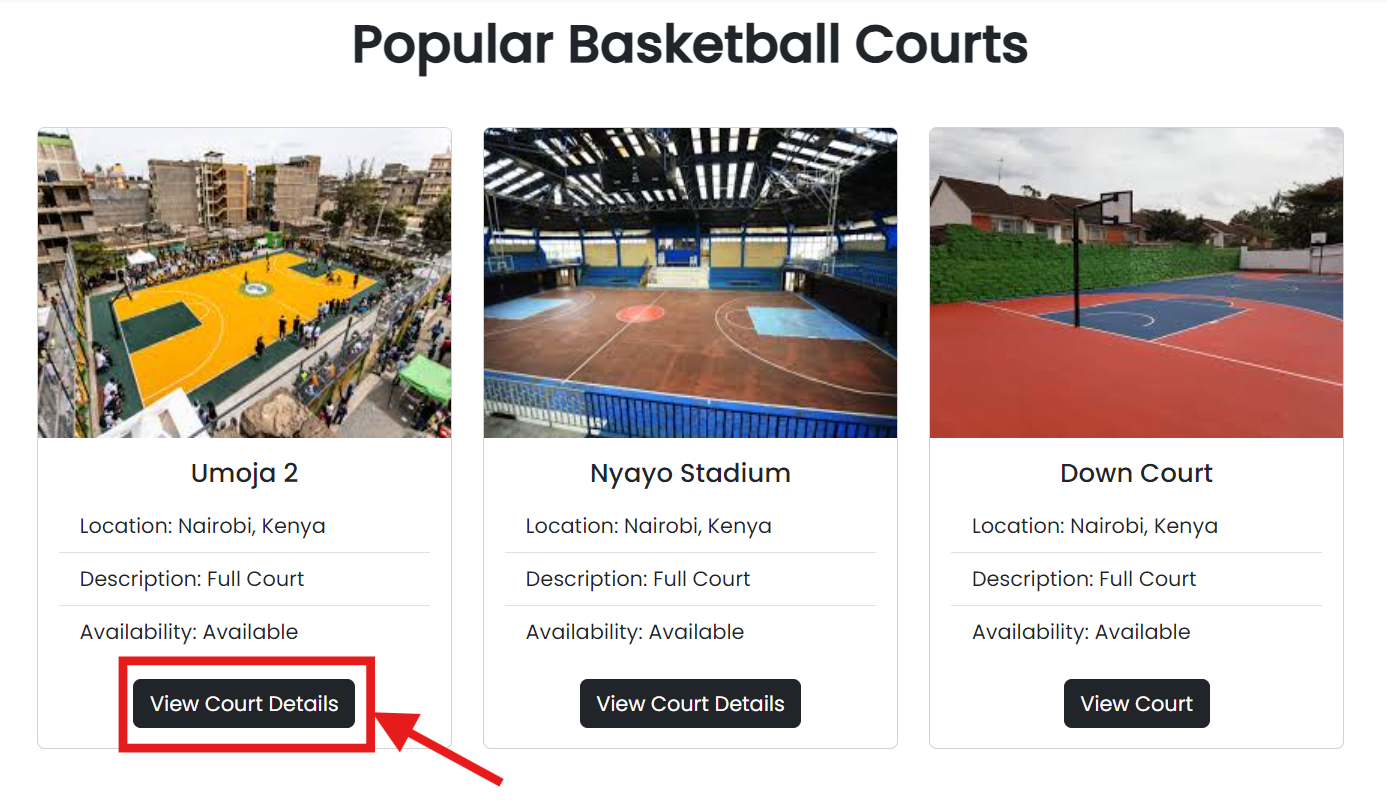 Popular Basketball Courts
Umoja 2
Location: Nairobi, Kenya
Description: Full Court
Availability: Available
View Court Details
Nyayo Stadium
Location: Nairobi, Kenya
Description: Full Court
Availability: Available
View Court Details
Down Court
Location: Nairobi, Kenya
Description: Full Court
Availability: Available
View Court